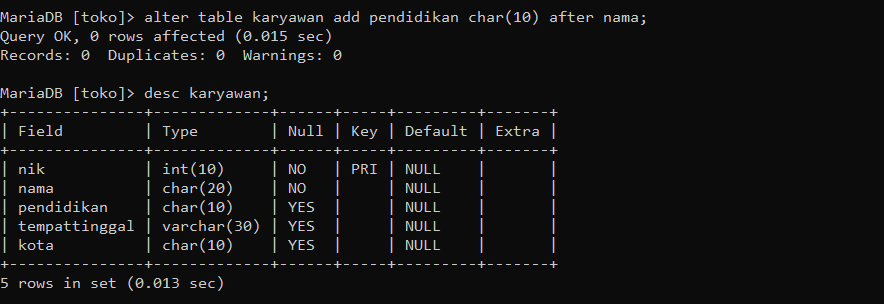 MariaDB [toko]> alter table karyawan add pendidikan char(10) after nama;
Query OK, 0 rows affected (0.015 sec)
Records: 0  Duplicates: 0  Warnings: 0

MariaDB [toko]> desc karyawan;
+---------------+-------------+------+-----+---------+-------+
| Field         | Type        | Null | Key | Default | Extra |
+---------------+-------------+------+-----+---------+-------+
| nik           | int(10)     | NO   | PRI | NULL    |       |
| nama          | char(20)    | NO   |     | NULL    |       |
| pendidikan    | char(10)    | YES  |     | NULL    |       |
| tempattinggal | varchar(30) | YES  |     | NULL    |       |
| kota          | char(10)    | YES  |     | NULL    |       |
+---------------+-------------+------+-----+---------+-------+
5 rows in set (0.013 sec)